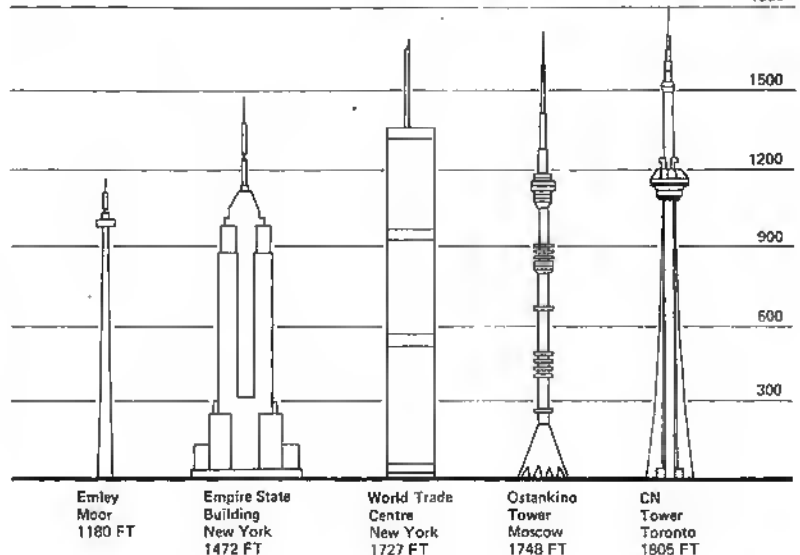 1500
1200
900
600
300
Emley
Moor
1180 FT
Empire State
Building
New York
1472 FT
World Trade
Centre
New York
1727 FT
Ostankino
Tower
Moscow
1748 FT
CN
Tower
Toronto
1805 FT